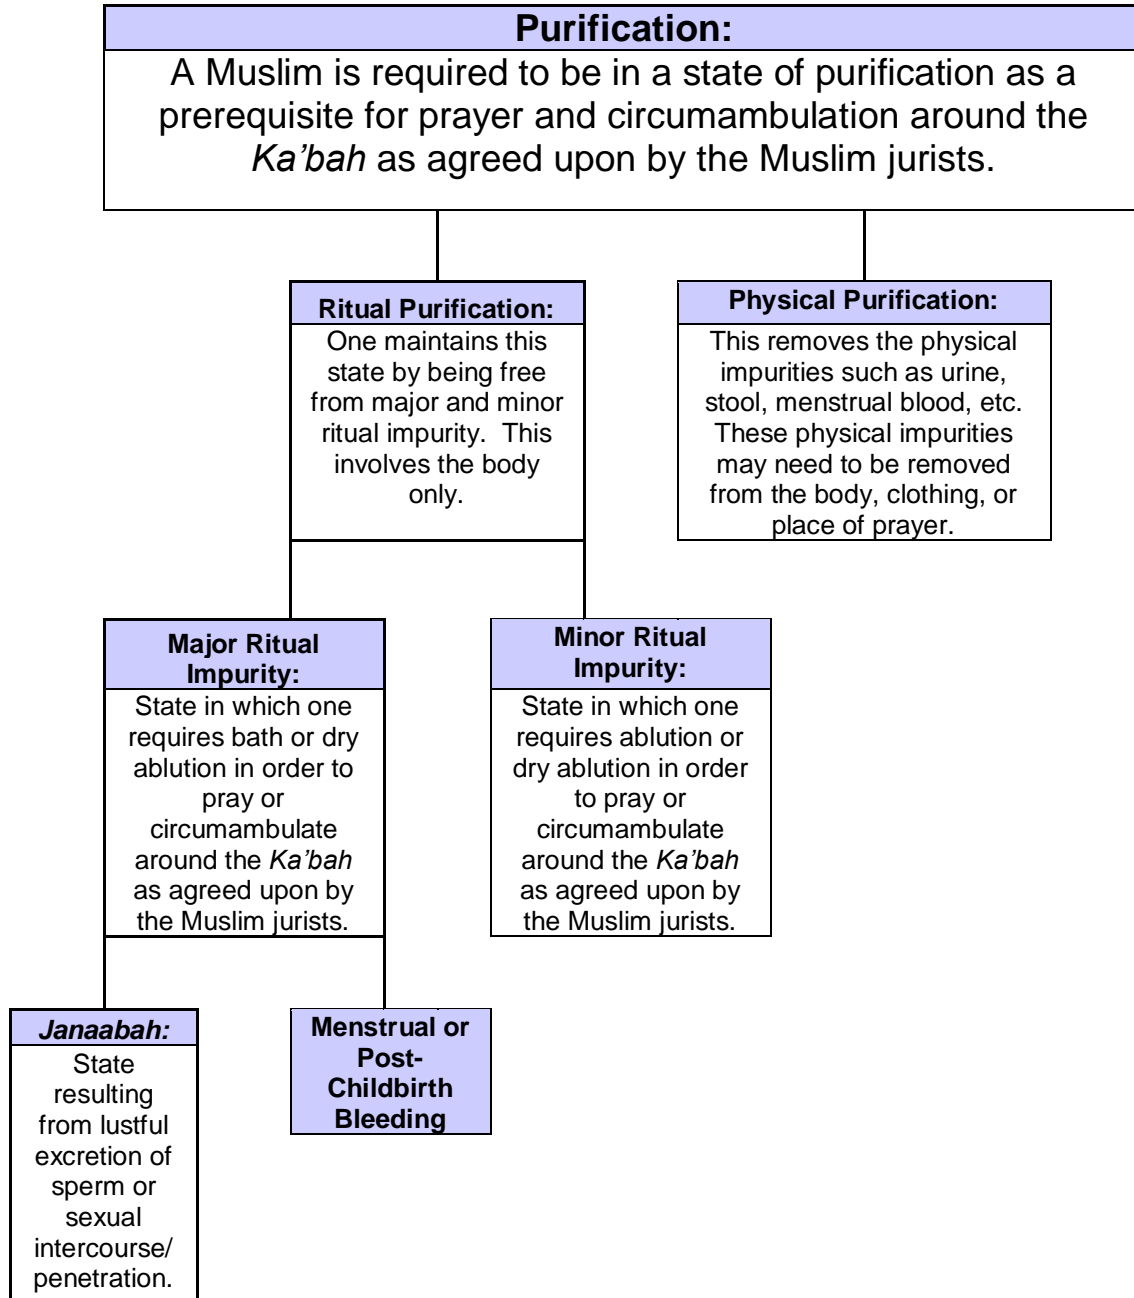 Purification:
A Muslim is required to be in a state of purification as a
prerequisite for prayer and circumambulation around the
Ka’bah as agreed upon by the Muslim jurists.
Ritual Purification:
One maintains this
state by being free
from major and minor
ritual impurity.  This
involves the body
only.
Physical Purification:
This removes the physical
impurities such as urine,
stool, menstrual blood, etc.
These physical impurities
may need to be removed
from the body, clothing, or
place of prayer.
Major Ritual
Impurity:
State in which one
requires bath or dry
ablution in order to
pray or
circumambulate
around the Ka’bah
as agreed upon by
the Muslim jurists.
Minor Ritual
Impurity:
State in which one
requires ablution or
dry ablution in order
to pray or
circumambulate
around the Ka’bah
as agreed upon by
the Muslim jurists.
Janaabah:
State
resulting
from lustful
excretion of
sperm or
sexual
intercourse/
penetration.
Menstrual or
Post-
Childbirth
Bleeding